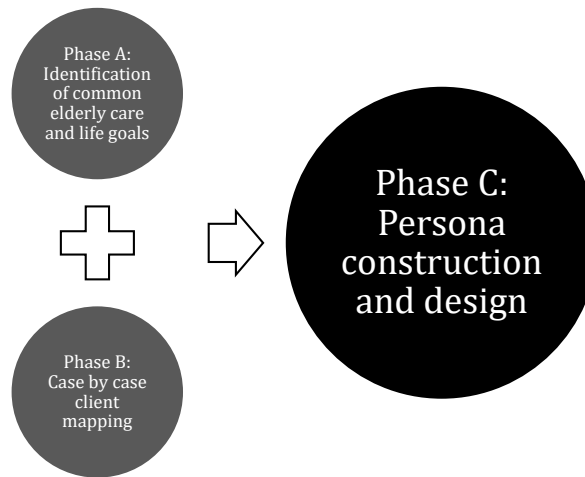 Phase A:
Identification
of common
elderly care
and life goals
Phase B:
Case by case
client
mapping
Phase C:
Persona
construction
and design